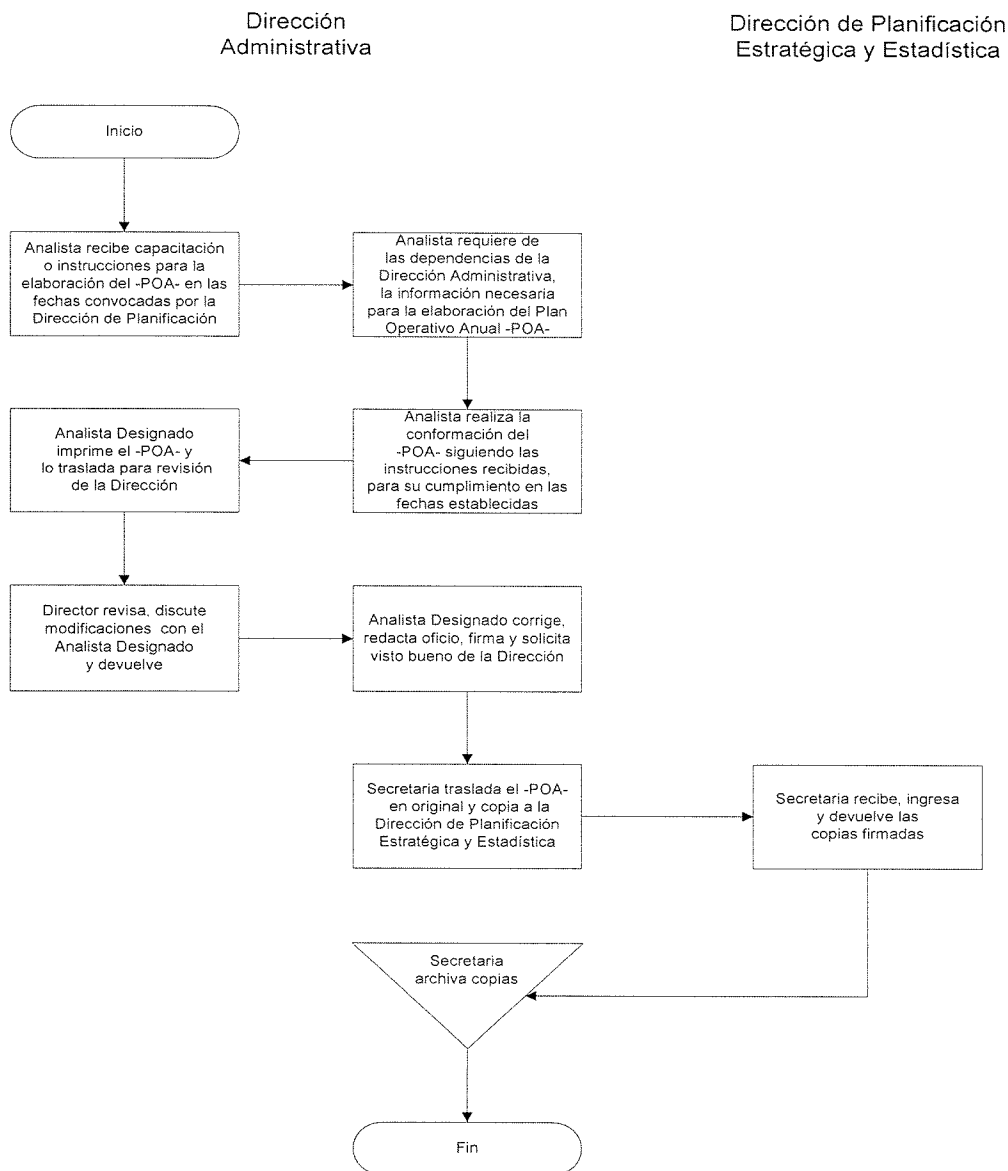 Dirección
Administrativa
Dirección de Planificación
Estratégica y Estadística
Inicio
Analista recibe capacitación
o instrucciones para la
elaboración del -POA- en las
fechas convocadas por la
Dirección de Planificación
Analista requiere de
las dependencias de la
Dirección Administrativa,
la información necesaria
para la elaboración del Plan
Operativo Anual -POA-
Analista realiza la
conformación del
-POA- siguiendo las
instrucciones recibidas,
para su cumplimiento en las
fechas establecidas
Analista Designado
imprime el -POA- y
lo traslada para revisión
de la Dirección
Director revisa, discute
modificaciones con el
Analista Designado
y devuelve
Analista Designado corrige,
redacta oficio, firma y solicita
visto bueno de la Dirección
Secretaria traslada el -POA-
en original y copia a la
Dirección de Planificación
Estratégica y Estadística
Secretaria recibe, ingresa
y devuelve las
copias firmadas
Secretaria
archiva copias
Fin